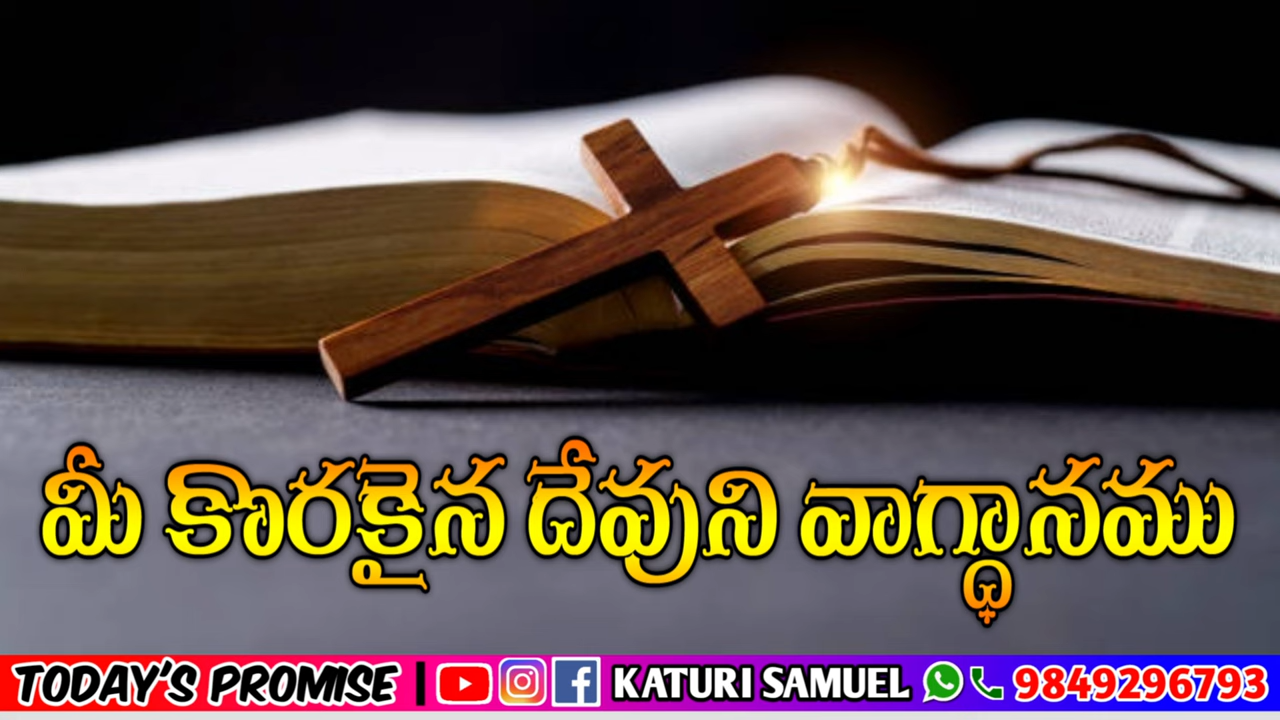 మీ కొరకైన దేవుని వాగ్ధానము
TODAY'S PROMISE | KATURI SAMUEL 9849296793